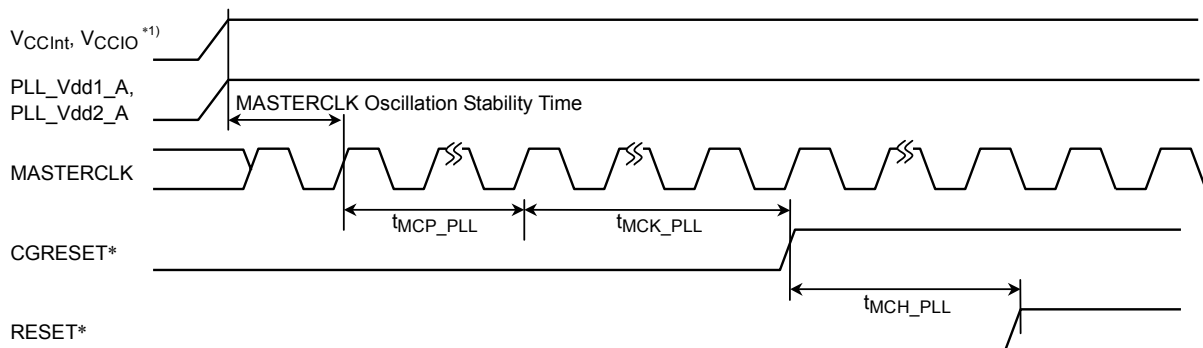 VCCInt, VCCIO *1)
PLL_Vdd1_A,
PLL_Vdd2_A
MASTERCLK Oscillation Stability Time
MASTERCLK
tMCP_PLL
tMCK_PLL
CGRESET*
tMCH_PLL
RESET*